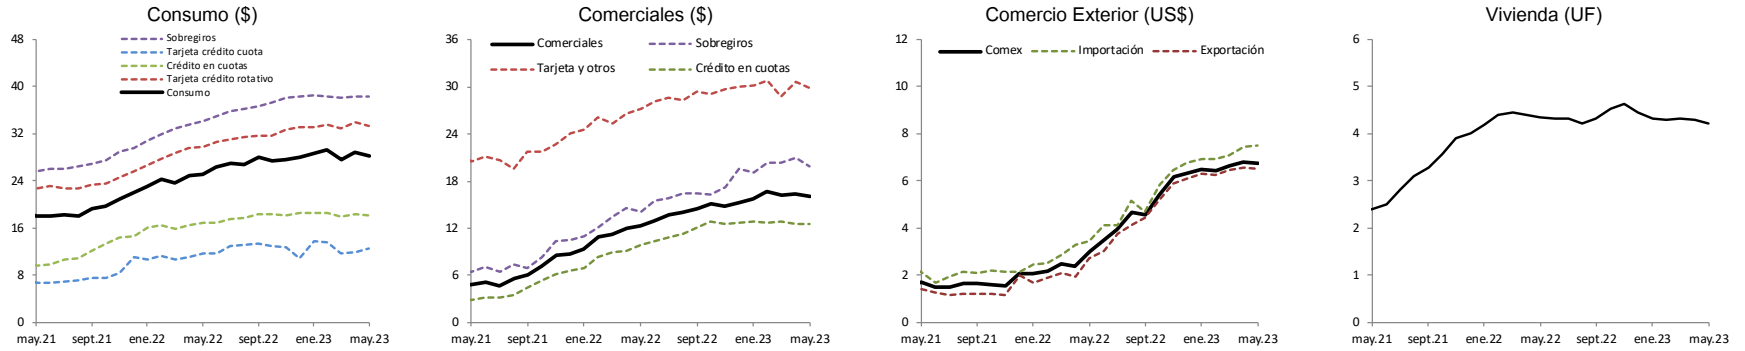 Consumo ($)
48
40
32
24
16
8
0
Sobregiros
Tarjeta crédito cuota
Crédito en cuotas
Tarjeta crédito rotativo
Consumo
may.21 sept.21 ene.22 may.22 sept.22 ene.23 may.23
Comerciales ($)
36
30
24
18
12
6
0
Comerciales Sobregiros
Tarjeta y otros Crédito en cuotas
may.21 sept.21 ene.22 may.22 sept.22 ene.23 may.23
Comercio Exterior (US$)
12
10
8
6
4
2
0
Comex Importación Exportación
may.21 sept.21 ene.22 may.22 sept.22 ene.23 may.23
Vivienda (UF)
6
5
4
3
2
1
0
may.21 sept.21 ene.22 may.22 sept.22 ene.23 may.23